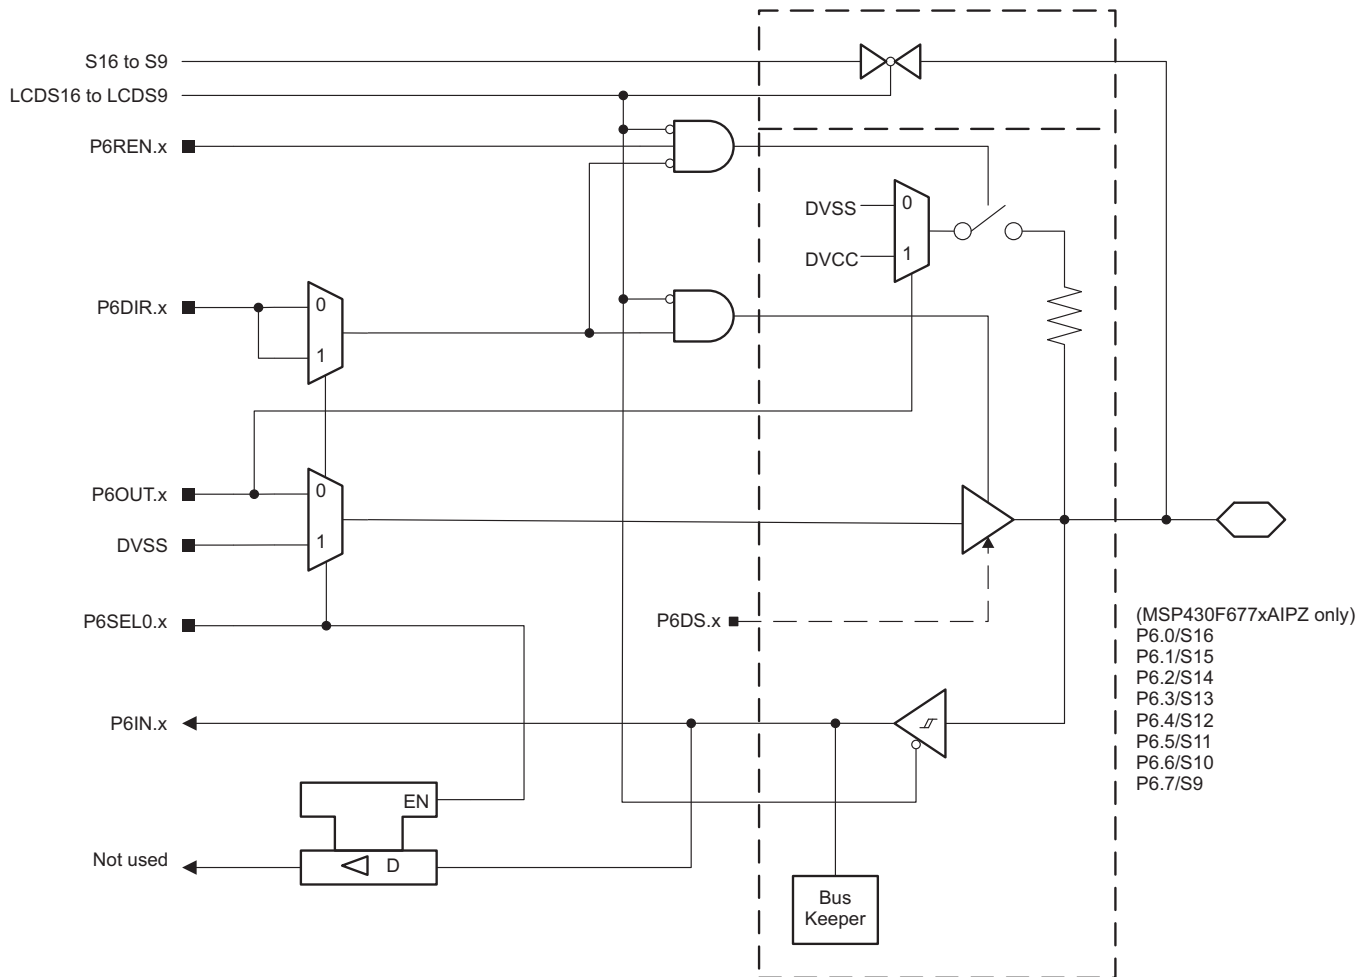 S16 to S9
LCDS16 to LCDS9
P6REN.x
DVSS
0
DVCC
1
P6DIR.x
0
1
P6OUT.x
0
DVSS
1
P6SEL0.x
P6DS.x
(MSP430F677xAIPZ only)
P6.0/S16
P6.1/S15
P6.2/S14
P6.3/S13
P6.4/S12
P6.5/S11
P6.6/S10
P6.7/S9
P6IN.x
EN
Not used
D
Bus
Keeper